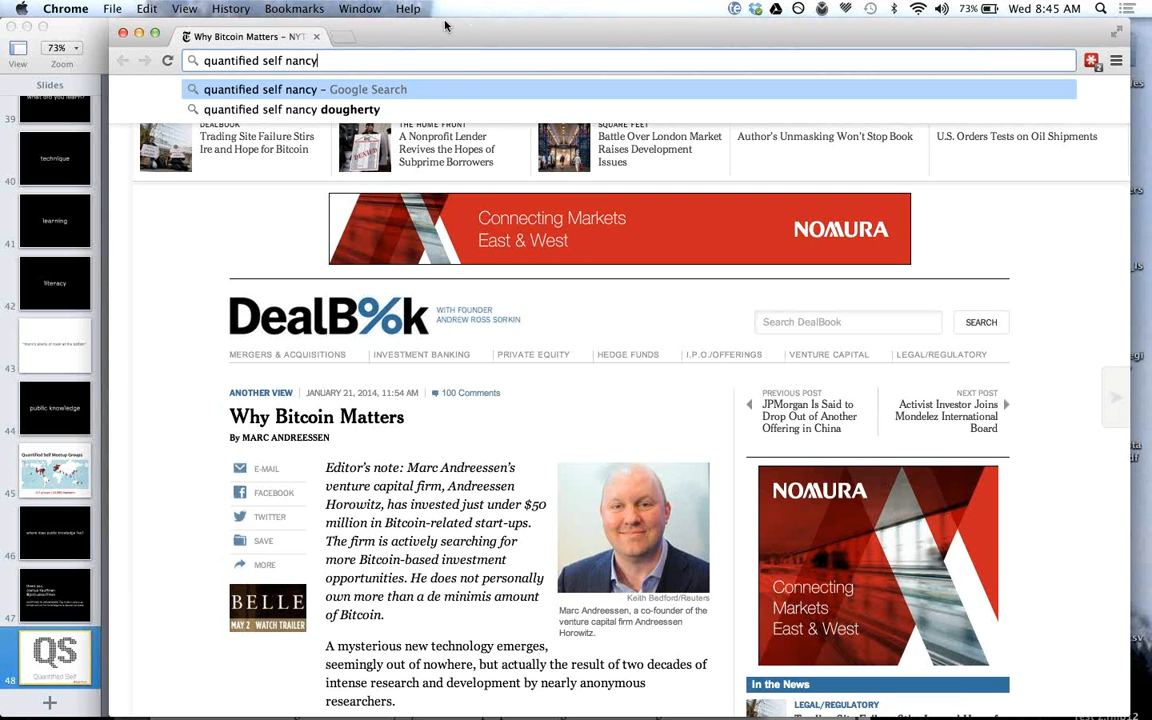 Chrome File Edit View History Bookmarks Window Help
73% Wed 8:45 AM
Why Bitcoin Matters – NYT
73%
View Zoom
quantified self nancy
2
Slides
quantified self nancy – Google Search
quantified self nancy dougherty
what did you learn?
39
DEALBOOK
Trading Site Failure Stirs
Ire and Hope for Bitcoin
THE HOME FRONT
A Nonprofit Lender
Revives the Hopes of
Subprime Borrowers
SQUARE FEET
Battle Over London Market
Raises Development
Issues
Author's Unmasking Won't Stop Book
U.S. Orders Tests on Oil Shipments
technique
40
learning
41
literacy
42
43
public knowledge
44
Quantified Self Meetup Groups
45
46
47
QS
Quantified Self
48
Connecting Markets
East & West
NOMURA
DealB%k
WITH FOUNDER
ANDREW ROSS SORKIN
Search DealBook
SEARCH
MERGERS & ACQUISITIONS INVESTMENT BANKING PRIVATE EQUITY HEDGE FUNDS I.P.O./OFFERINGS VENTURE CAPITAL LEGAL/REGULATORY
ANOTHER VIEW JANUARY 21, 2014, 11:54 AM 100 Comments
Why Bitcoin Matters
By MARC ANDREESSEN
E-MAIL
FACEBOOK
TWITTER
SAVE
MORE
BELLE
MAY 2 WATCH TRAILER
Editor's note: Marc Andreessen's
venture capital firm, Andreessen
Horowitz, has invested just under $50
million in Bitcoin-related start-ups.
The firm is actively searching for
more Bitcoin-based investment
opportunities. He does not personally
own more than a de minimis amount
of Bitcoin.
Keith Bedford/Reuters
Marc Andreessen, a co-founder of the
venture capital firm Andreessen
Horowitz.
A mysterious new technology emerges,
seemingly out of nowhere, but actually the result of two decades of
intense research and development by nearly anonymous
researchers.
PREVIOUS POST
JPMorgan Is Said to
Drop Out of Another
Offering in China
NEXT POST
Activist Investor Joins
Mondelez International
Board
NOMURA
Connecting
Markets
East & West
In the News
LEGAL/REGULATORY